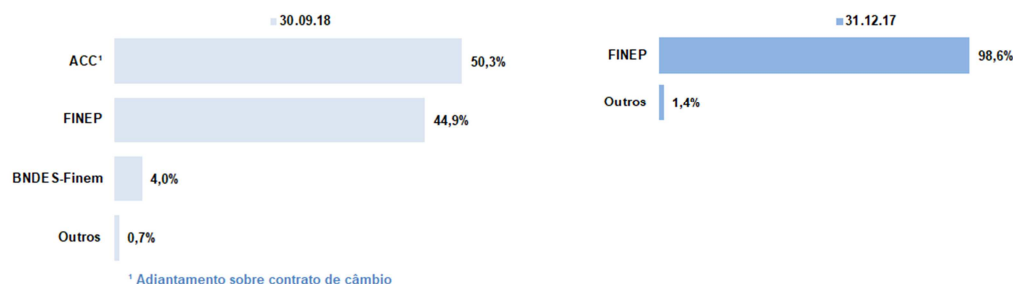 30.09.18
ACC¹ 50,3%
FINEP 44,9%
BNDES-Finem 4,0%
Outros 0,7%
¹ Adiantamento sobre contrato de câmbio
31.12.17
FINEP 98,6%
Outros 1,4%